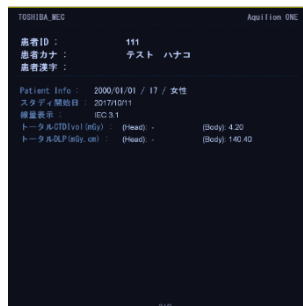 TOSHIBA_MEC Aquilion ONE
患者ID : 111
患者カナ : テスト ハナコ
患者漢字 :
Patient Info : 2000/01/01 / 17 / 女性
スタディ開始日 : 2017/10/11
線量表示 : IEC 3.1
トータルCTDIvol(mGy) : (Head): - (Body): 4.20
トータルDLP(mGy.cm) : (Head): - (Body): 140.40